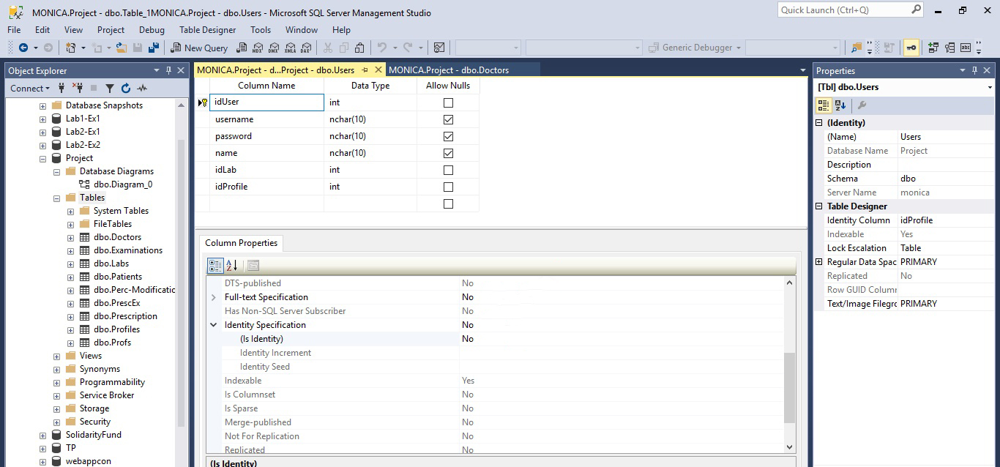 MONICA.Project - dbo.Table_1MONICA.Project - dbo.Users - Microsoft SQL Server Management Studio
Quick Launch (Ctrl+Q)
File Edit View Project Debug Table Designer Tools Window Help
New Query MDX DMX XMLA DAX Generic Debugger
Object Explorer
Connect
Database Snapshots
Lab1-Ex1
Lab2-Ex1
Lab2-Ex2
Project
Database Diagrams
dbo.Diagram_0
Tables
System Tables
FileTables
dbo.Doctors
dbo.Examinations
dbo.Labs
dbo.Patients
dbo.Perc-Modificatic
dbo.PrescEx
dbo.Prescription
dbo.Profiles
dbo.Profs
Views
Synonyms
Programmability
Service Broker
Storage
Security
SolidarityFund
TP
webappcon
MONICA.Project - d...Project - dbo.Users MONICA.Project - dbo.Doctors
Column Name Data Type Allow Nulls
idUser int
username nchar(10)
password nchar(10)
name nchar(10)
idLab int
idProfile int
Column Properties
DTS-published No
Full-text Specification No
Has Non-SQL Server Subscriber No
Identity Specification No
(Is Identity) No
Identity Increment
Identity Seed
Indexable Yes
Is Columnset No
Is Sparse No
Merge-published No
Not For Replication No
Replicated No
(Is Identity)
Properties
[Tbl] dbo.Users
(Identity)
(Name) Users
Database Name Project
Description
Schema dbo
Server Name monica
Table Designer
Identity Column idProfile
Indexable Yes
Lock Escalation Table
Regular Data Spac PRIMARY
Replicated No
Row GUID Column
Text/Image Filegrc PRIMARY